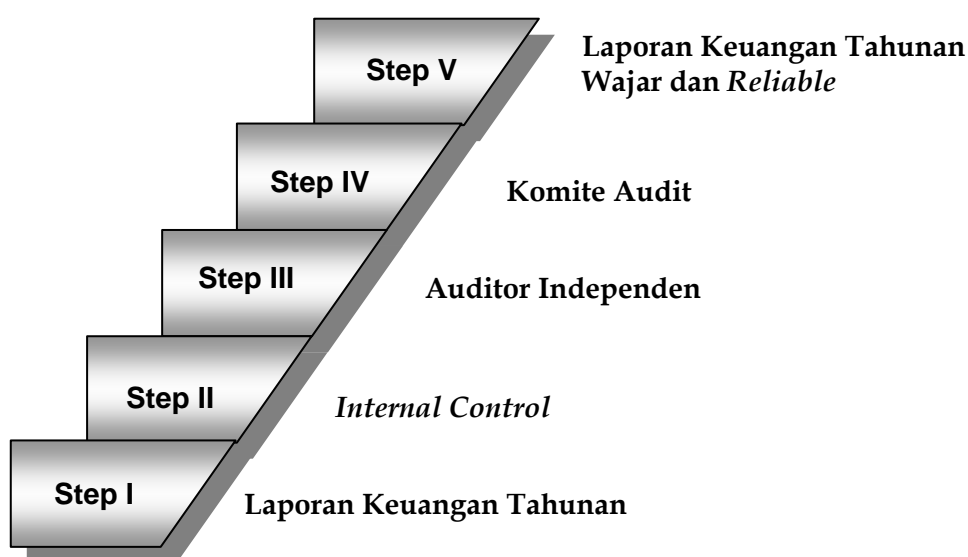 Step V
Laporan Keuangan Tahunan
Wajar dan Reliable
Step IV
Komite Audit
Step III
Auditor Independen
Step II
Internal Control
Step I
Laporan Keuangan Tahunan